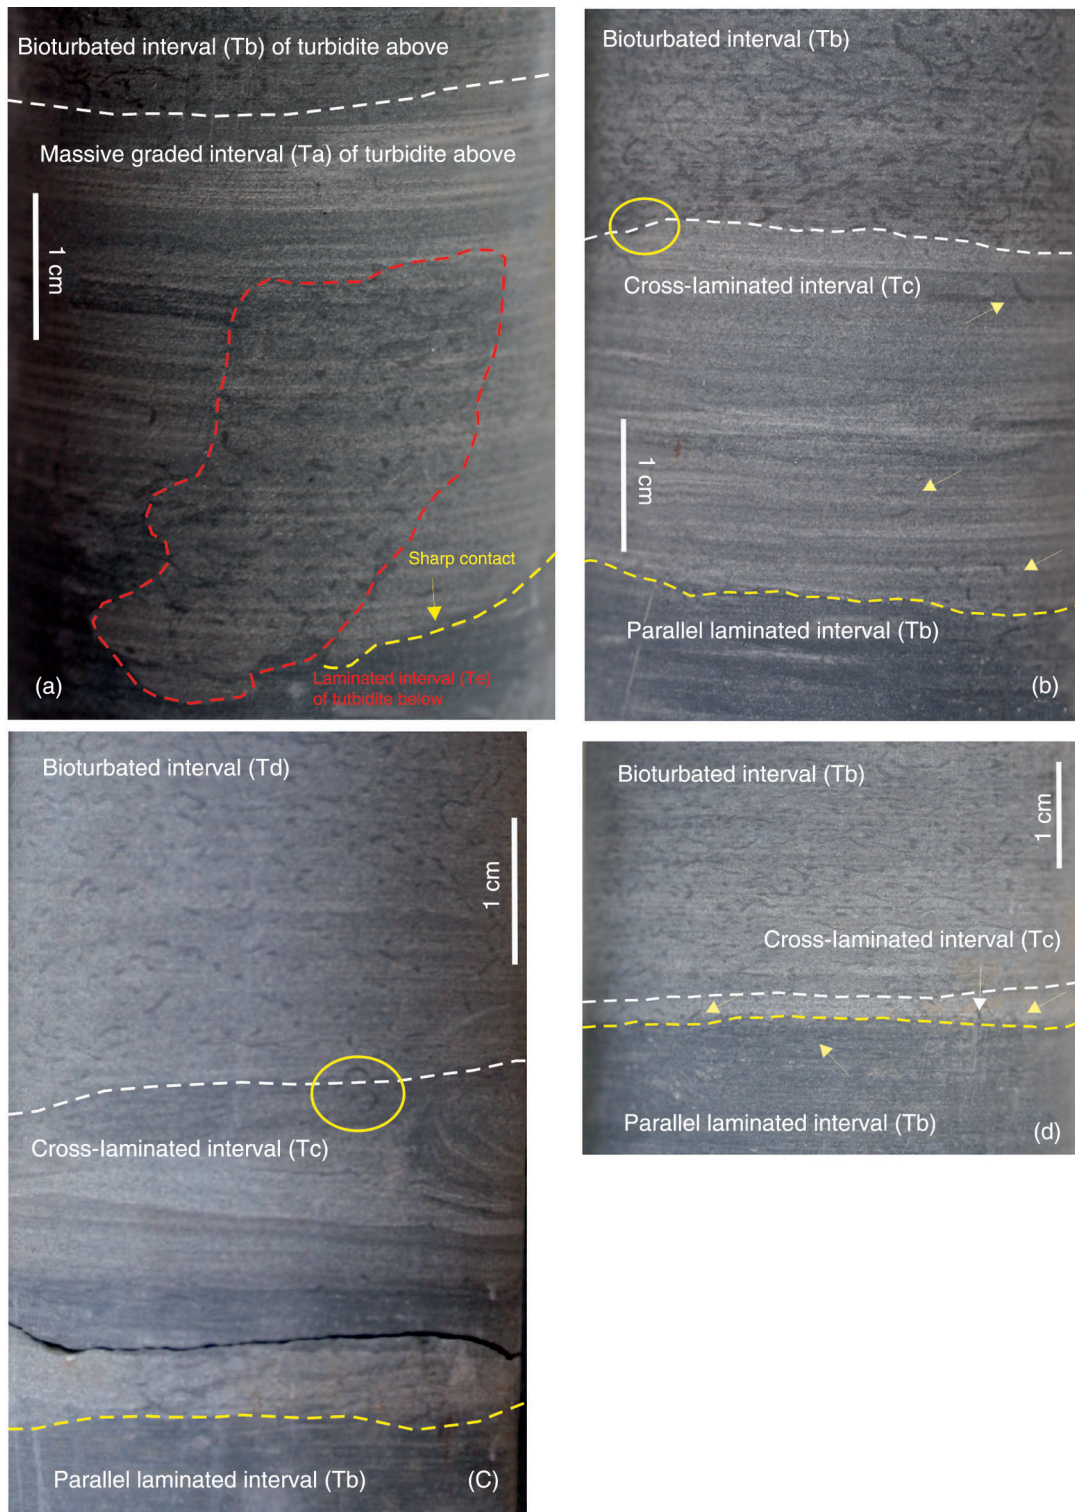 Bioturbated interval (Tb) of turbidite above
Massive graded interval (Ta) of turbidite above
1 cm
Sharp contact
Laminated interval (Te)
of tutbidite below
(a)
Bioturbated interval (Tb)
Cross-laminated interval (Tc)
1 cm
Parallel laminated interval (Tb)
(b)
Bioturbated interval (Td)
1 cm
Cross-laminated interval (Tc)
Parallel laminated interval (Tb)
(C)
Bioturbated interval (Tb)
1 cm
Cross-laminated interval (Tc)
Parallel laminated interval (Tb)
(d)